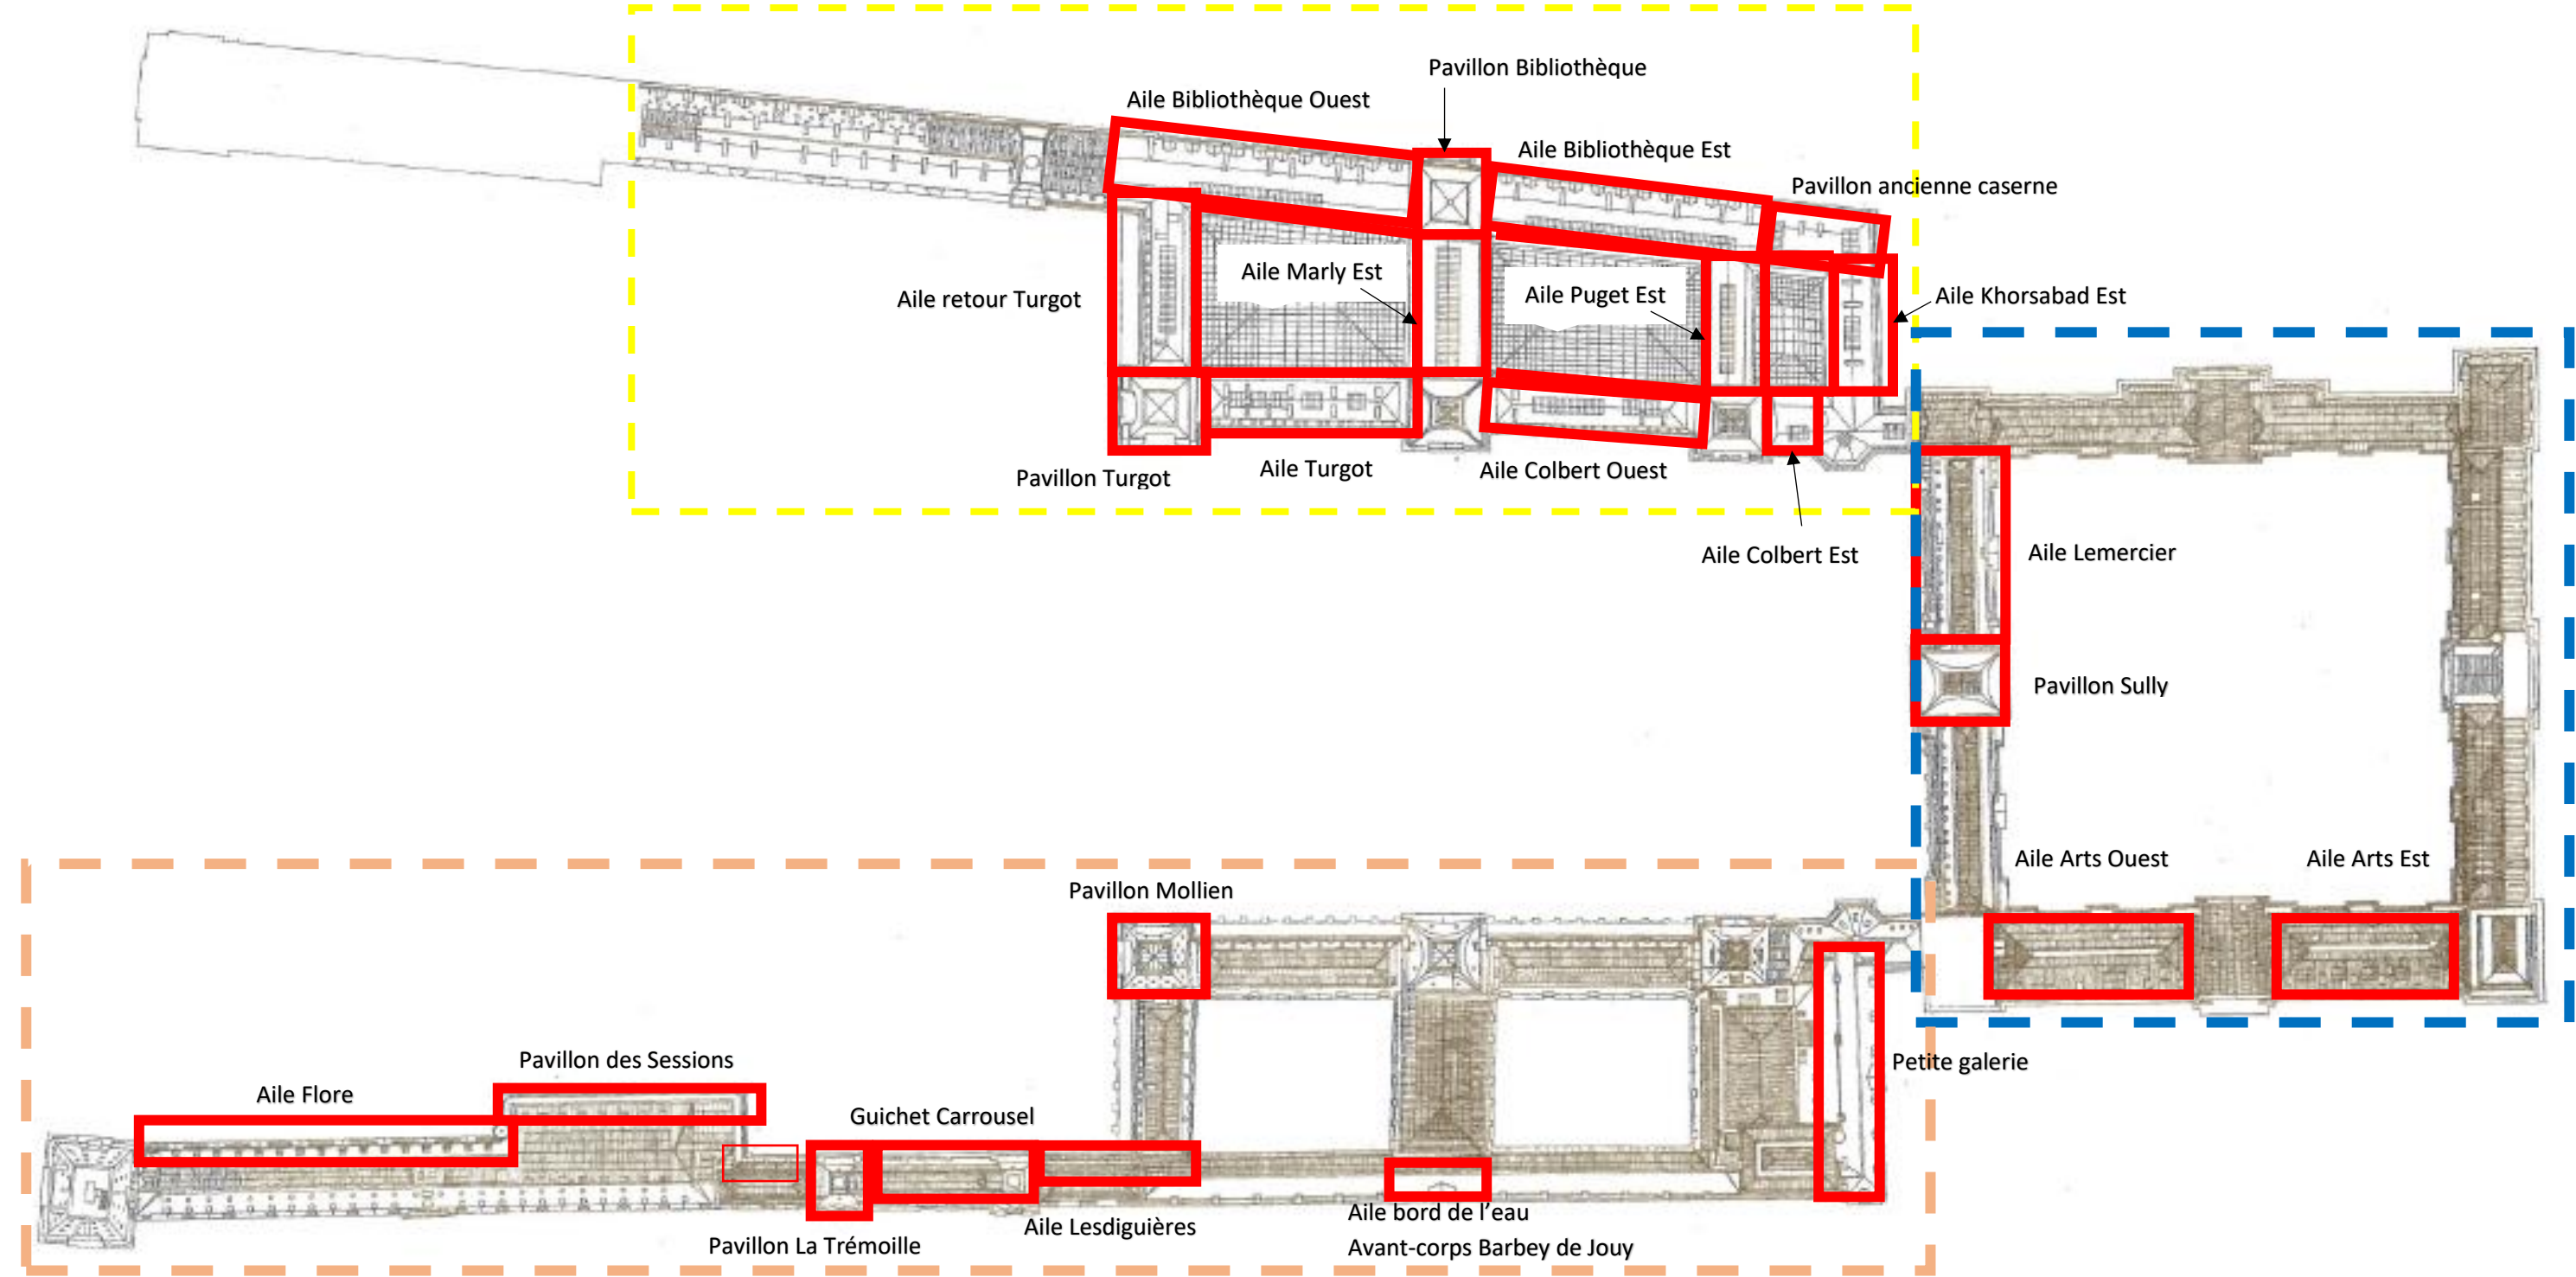 Pavillon Bibliothèque
Aile Bibliothèque Ouest
Aile Bibliothèque Est
Pavillon ancienne caserne
Aile Marly Est
Aile Puget Est
Aile retour Turgot
Aile Khorsabad Est
Pavillon Turgot
Aile Turgot
Aile Colbert Ouest
Aile Colbert Est
Aile Lemercier
Pavillon Sully
Aile Arts Ouest
Aile Arts Est
Pavillon Mollien
Pavillon des Sessions
Petite galerie
Aile Flore
Guichet Carrousel
Aile Lesdiguières
Aile bord de l'eau
Avant-corps Barbey de Jouy
Pavillon La Trémoille